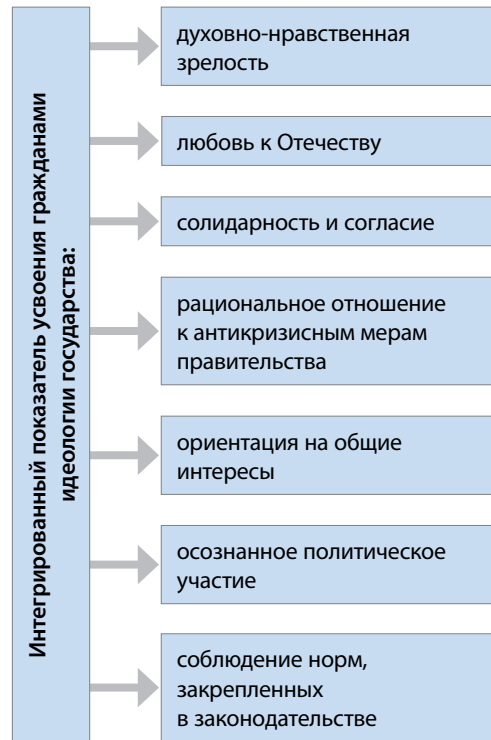 Интегрированный показатель усвоения гражданами
идеологии государства:
духовно-нравственная
зрелость
любовь к Отечеству
солидарность и согласие
рациональное отношение
к антикризисным мерам
правительства
ориентация на общие
интересы
осознанное политическое
участие
соблюдение норм,
закрепленных
в законодательстве